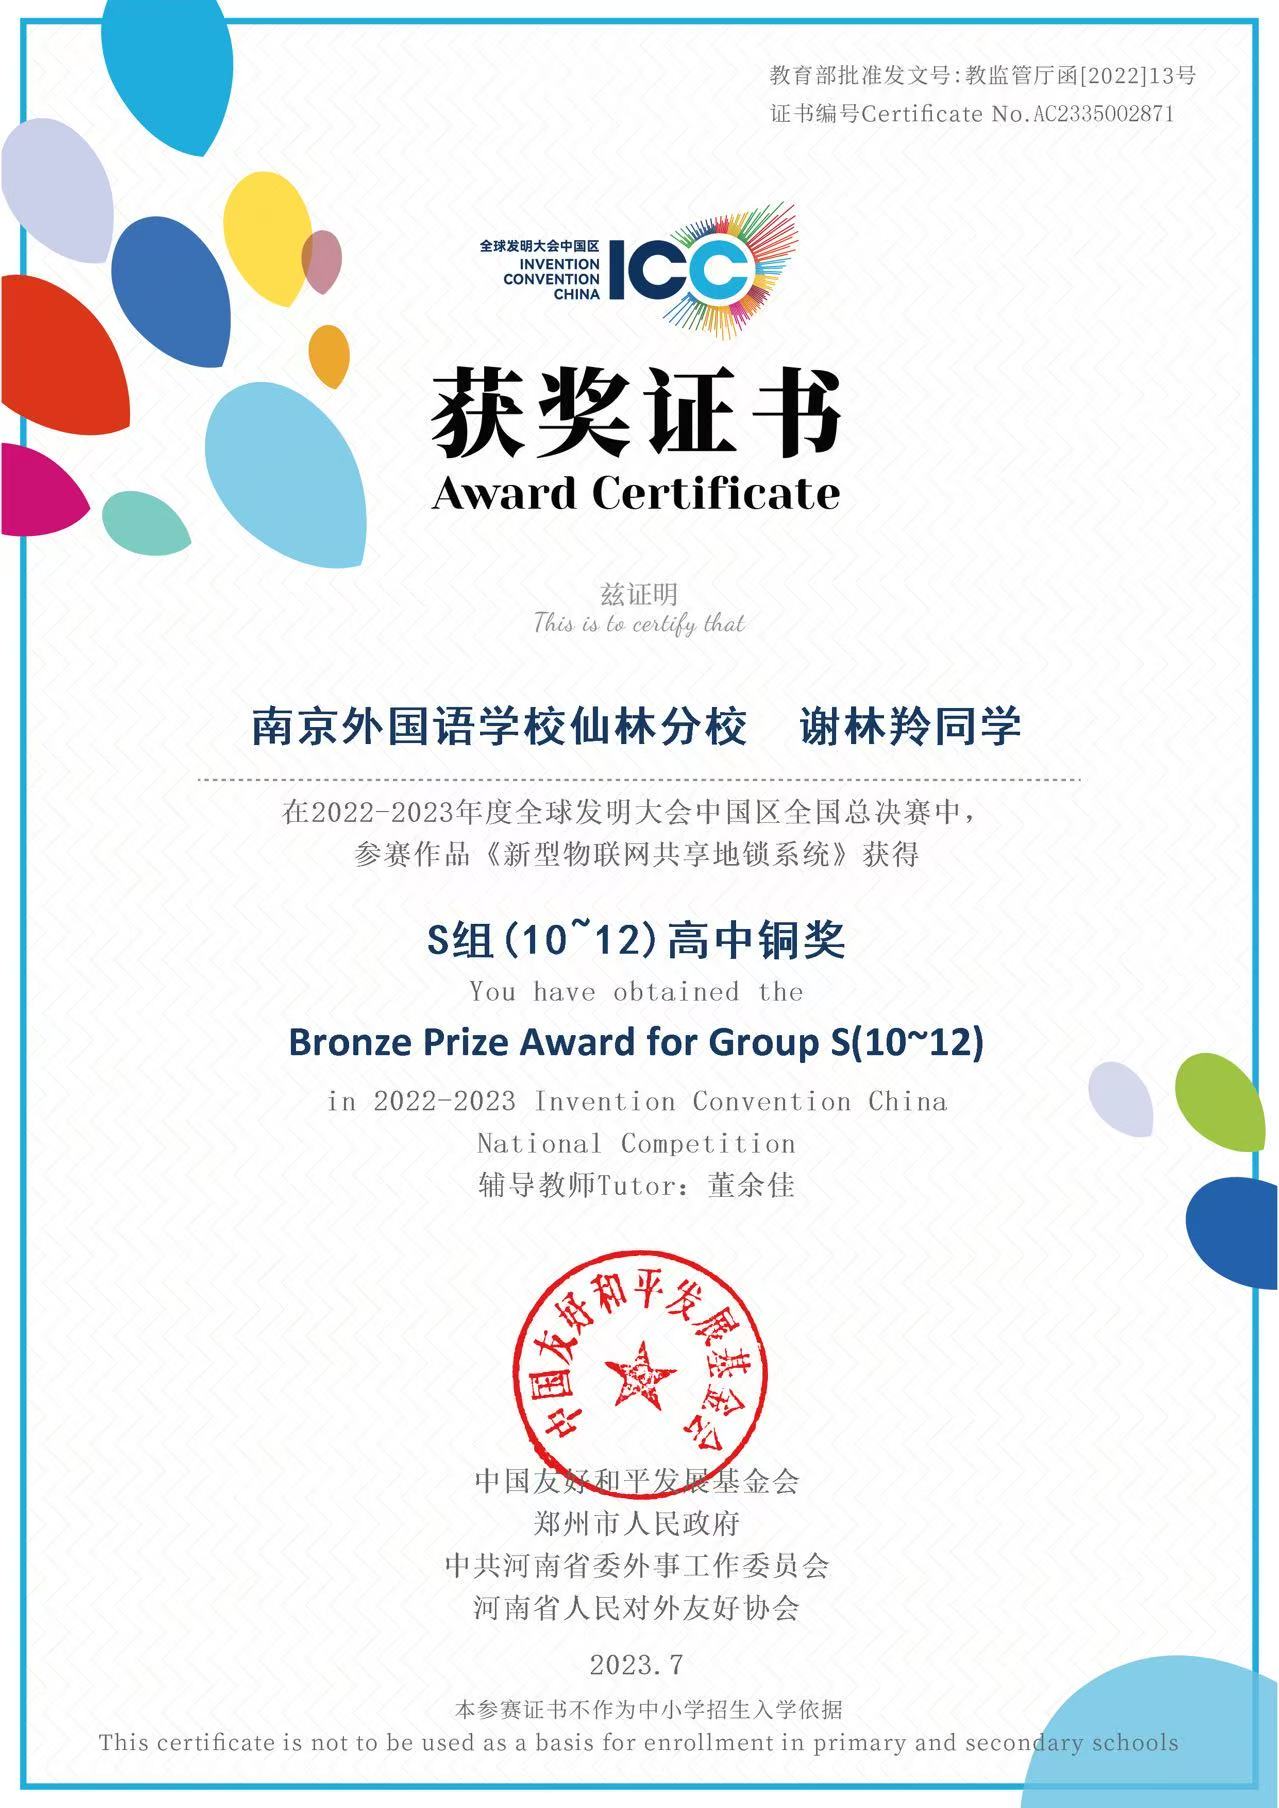 教育部批准发文号:教监管厅函[2022]13号
证书编号Certificate No.AC2335002871
全球发明大会中国区
INVENTION
CONVENTION
CHINA
ICC
获奖证书
Award Certificate
兹证明
This is to certify that
南京外国语学校仙林分校 谢林羚同学
在2022-2023年度全球发明大会中国区全国总决赛中,
参赛作品《新型物联网共享地锁系统》获得
S组(10~12)高中铜奖
You have obtained the
Bronze Prize Award for Group S(10~12)
in 2022-2023 Invention Convention China
National Competition
辅导教师Tutor: 董余佳
中国友好和平发展基金会
中国友好和平发展基金会
郑州市人民政府
中共河南省委外事工作委员会
河南省人民对外友好协会
2023.7
本参赛证书不作为中小学招生入学依据
This certificate is not to be used as a basis for enrollment in primary and secondary schools